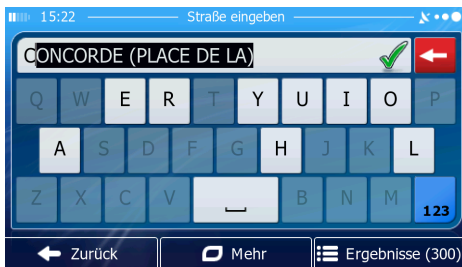 15:22 Straße eingeben
CONCORDE (PLACE DE LA)
Q W E R T Y U I O P
A S D F G H J K L
Z X C V B N M 123
Zurück Mehr Ergebnisse (300)